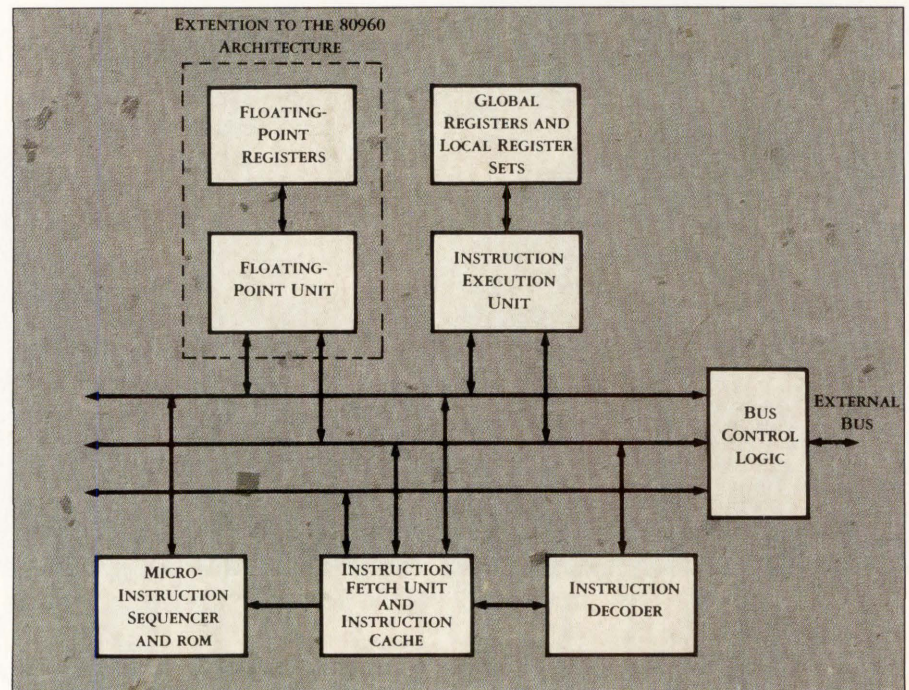 EXTENTION TO THE 80960
ARCHITECTURE
FLOATING-
POINT
REGISTERS
GLOBAL
REGISTERS AND
LOCAL REGISTER
SETS
FLOATING-
POINT UNIT
INSTRUCTION
EXECUTION
UNIT
BUS
CONTROL
LOGIC
EXTERNAL
BUS
MICRO-
INSTRUCTION
SEQUENCER
AND ROM
INSTRUCTION
FETCH UNIT
AND
INSTRUCTION
CACHE
INSTRUCTION
DECODER